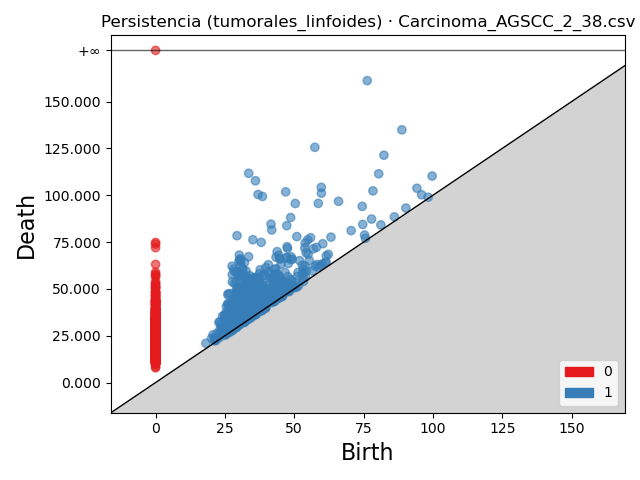 Persistencia (tumorales_linfoides) · Carcinoma_AGSCC_2_38.csv
+∞
150.000
125.000
100.000
75.000
50.000
25.000
0.000
Death
0
1
0 25 50 75 100 125 150
Birth